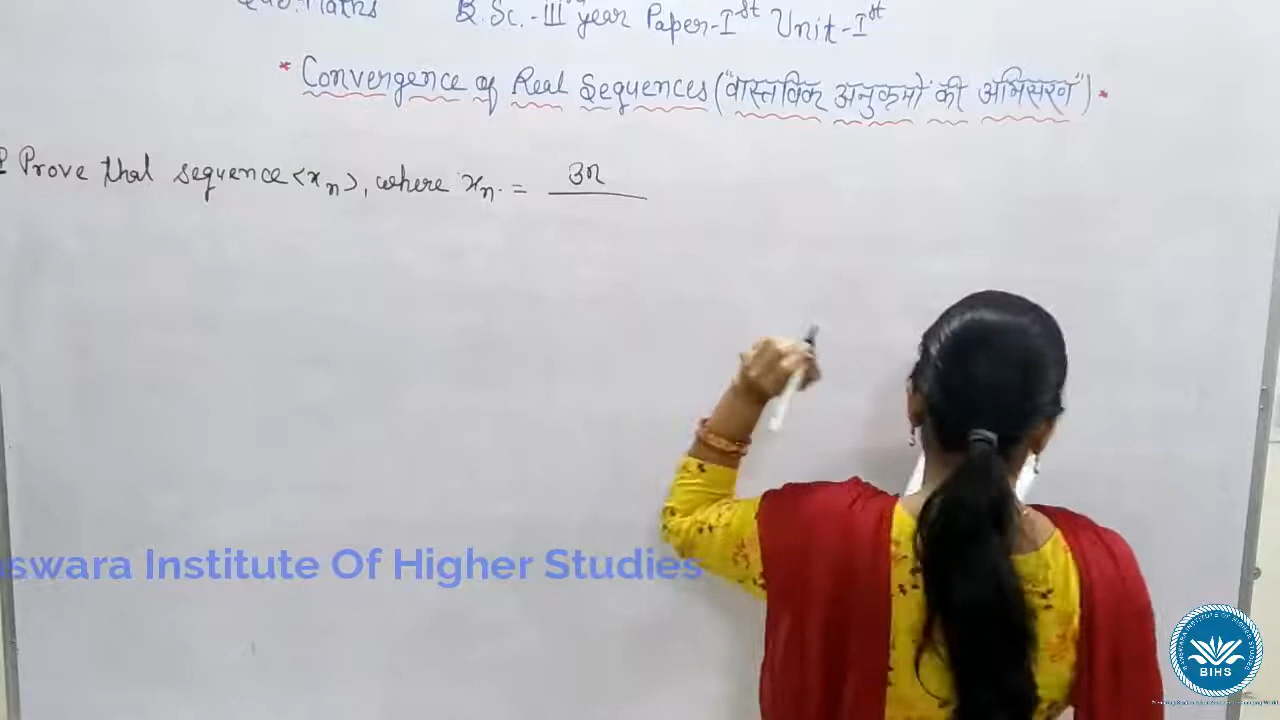 Maths B.Sc.-III year Paper-Ist Unit-Ist
* Convergence of Real Sequences ("वास्तविक अनुक्रमों की अभिसरण") *
Prove that sequence <xn>, where xn = 3n
Institute Of Higher Studies
BIHS